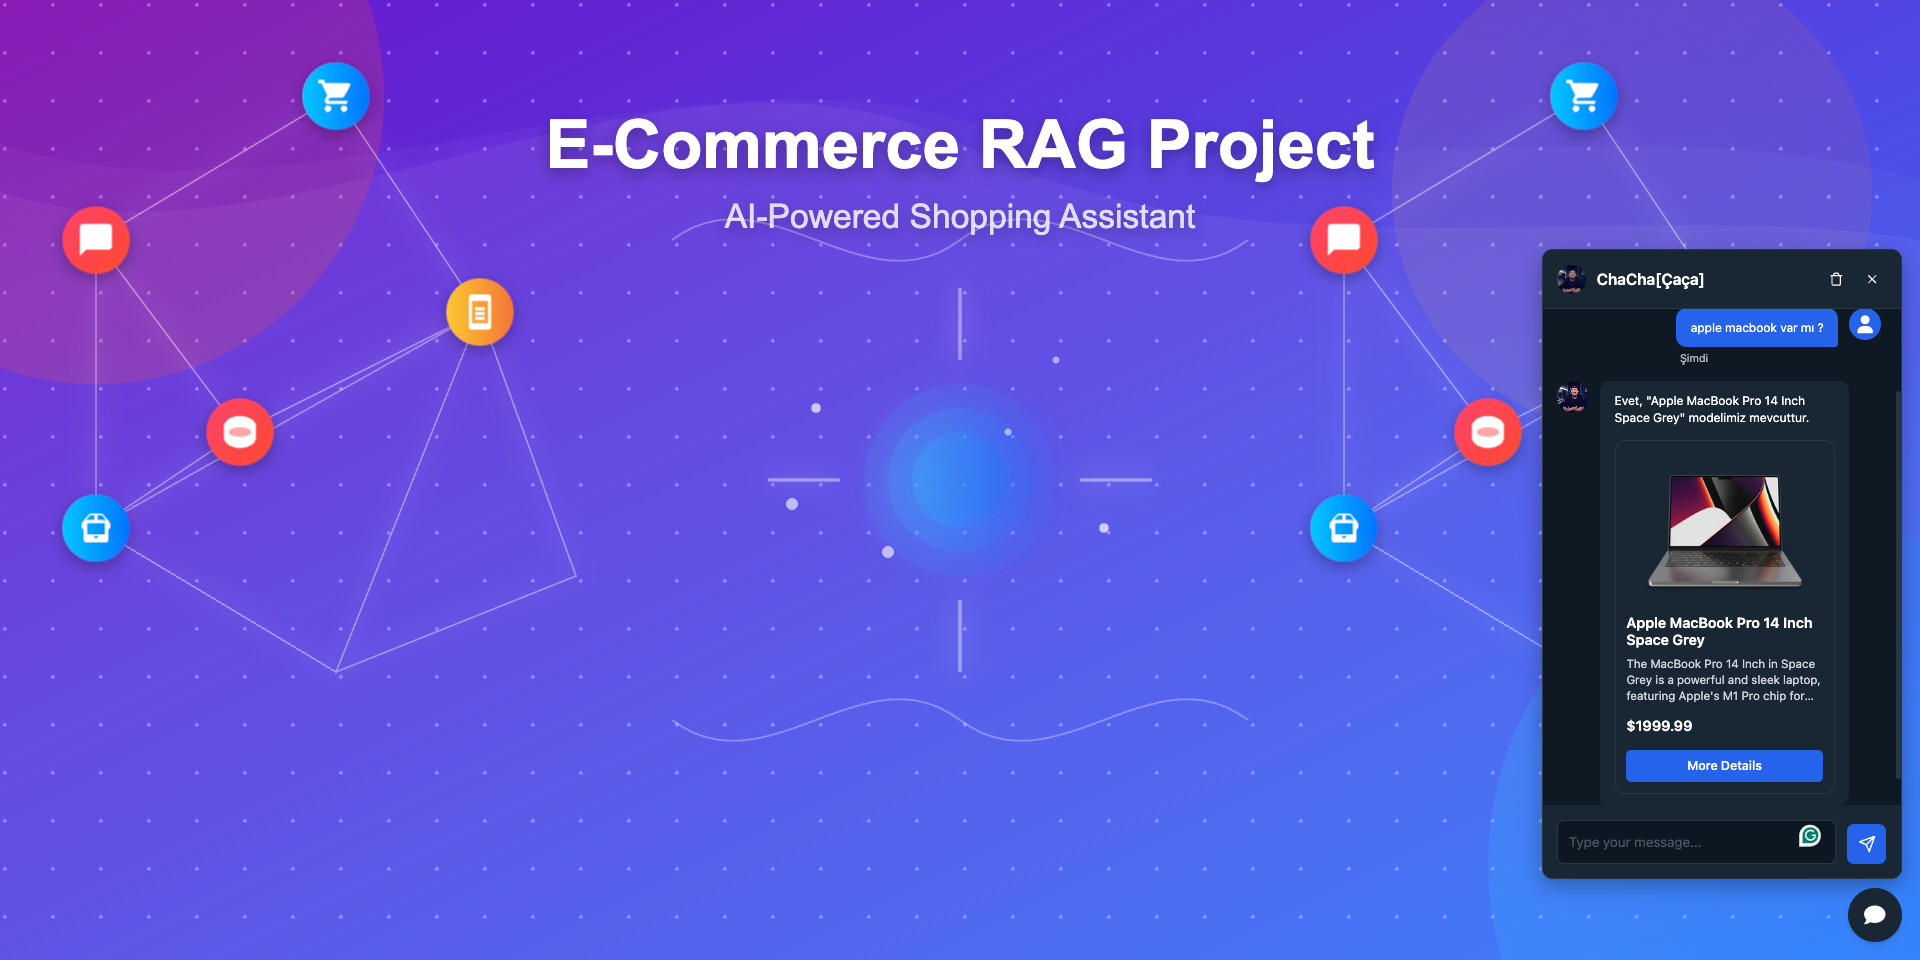 E-Commerce RAG Project
AI-Powered Shopping Assistant
ChaCha[Çaça]
apple macbook var mı ?
Şimdi
Evet, "Apple MacBook Pro 14 Inch
Space Grey" modelimiz mevcuttur.
Apple MacBook Pro 14 Inch
Space Grey
The MacBook Pro 14 Inch in Space
Grey is a powerful and sleek laptop,
featuring Apple's M1 Pro chip for...
$1999.99
More Details
Type your message...